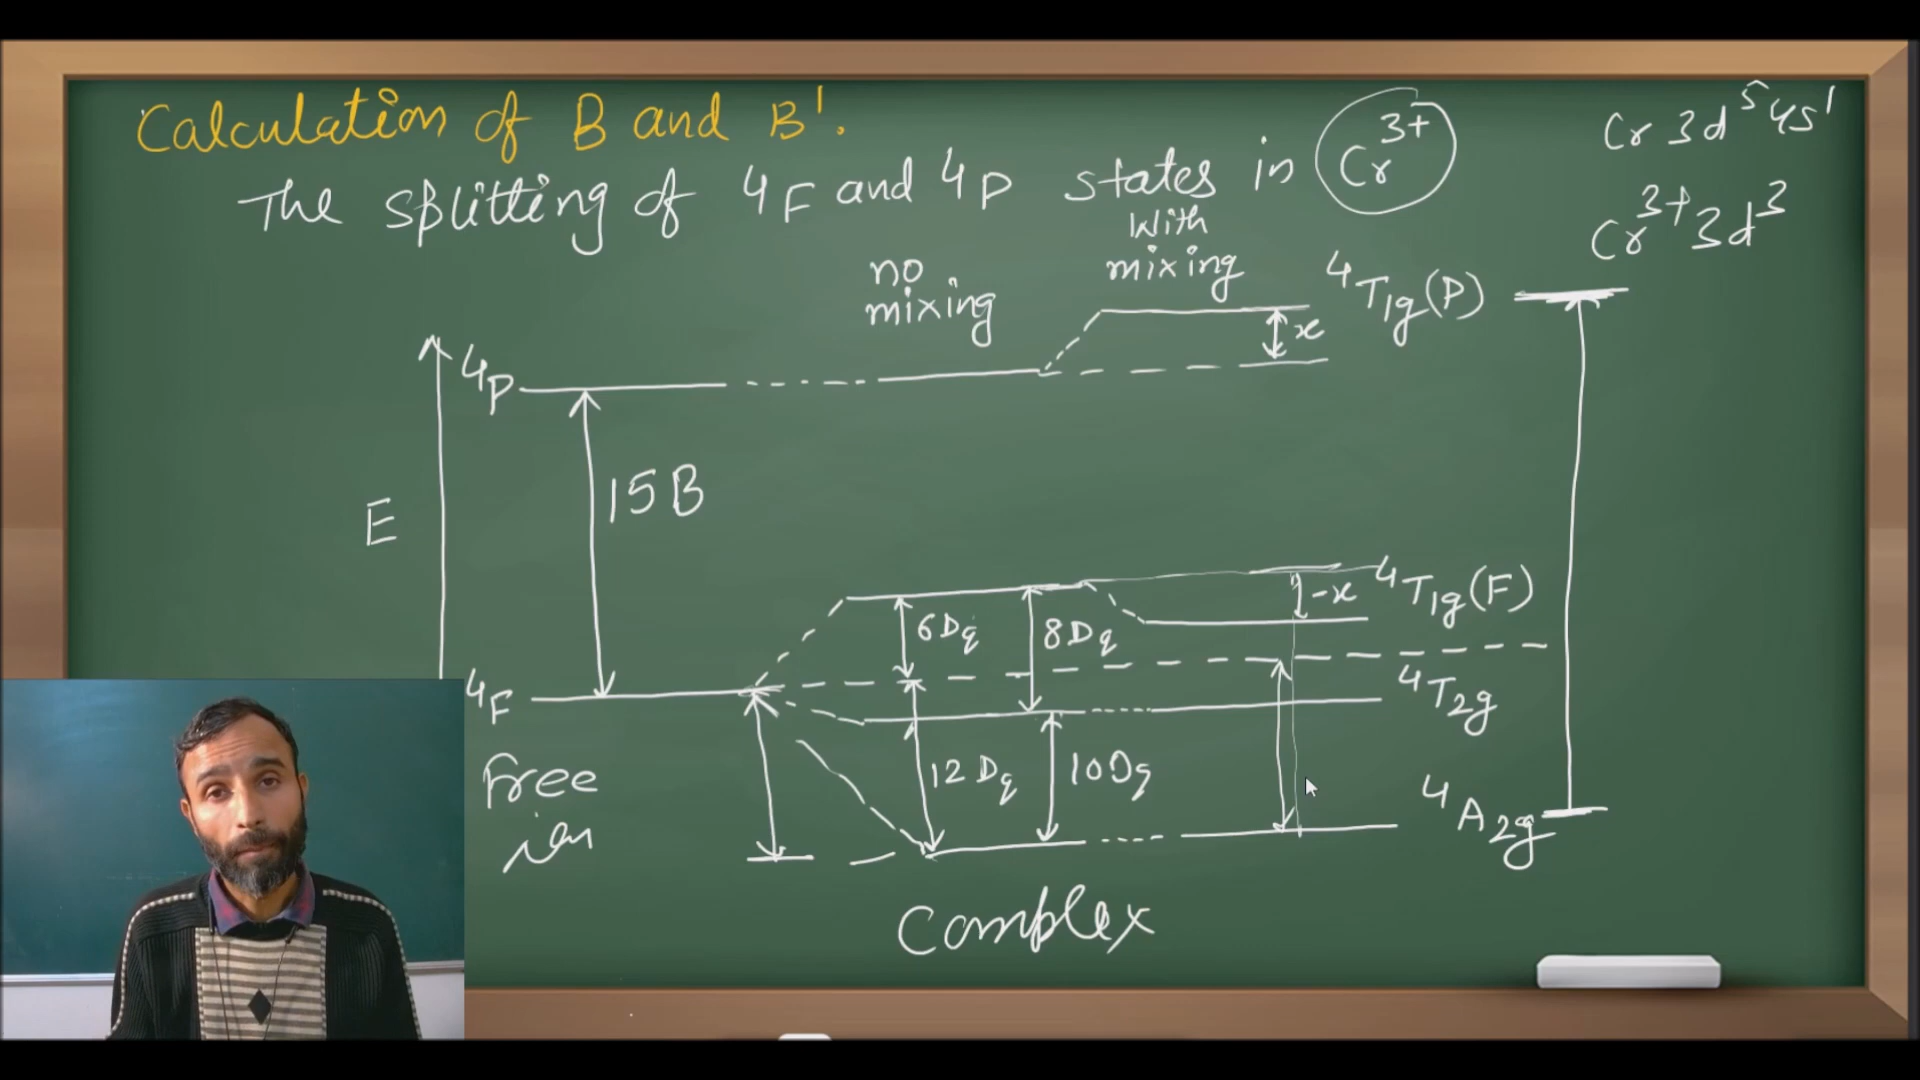 Calculation of B and B'.
Cr 3d⁵ 4s¹
The splitting of 4F and 4P states in Cr³⁺
Cr³⁺ 3d³
no mixing
With mixing
⁴T₁g(P)
x
4P
15B
E
6Dq
8Dq
-x
⁴T₁g(F)
4F
⁴T₂g
12Dq
10Dq
⁴A₂g
Free ion
Complex